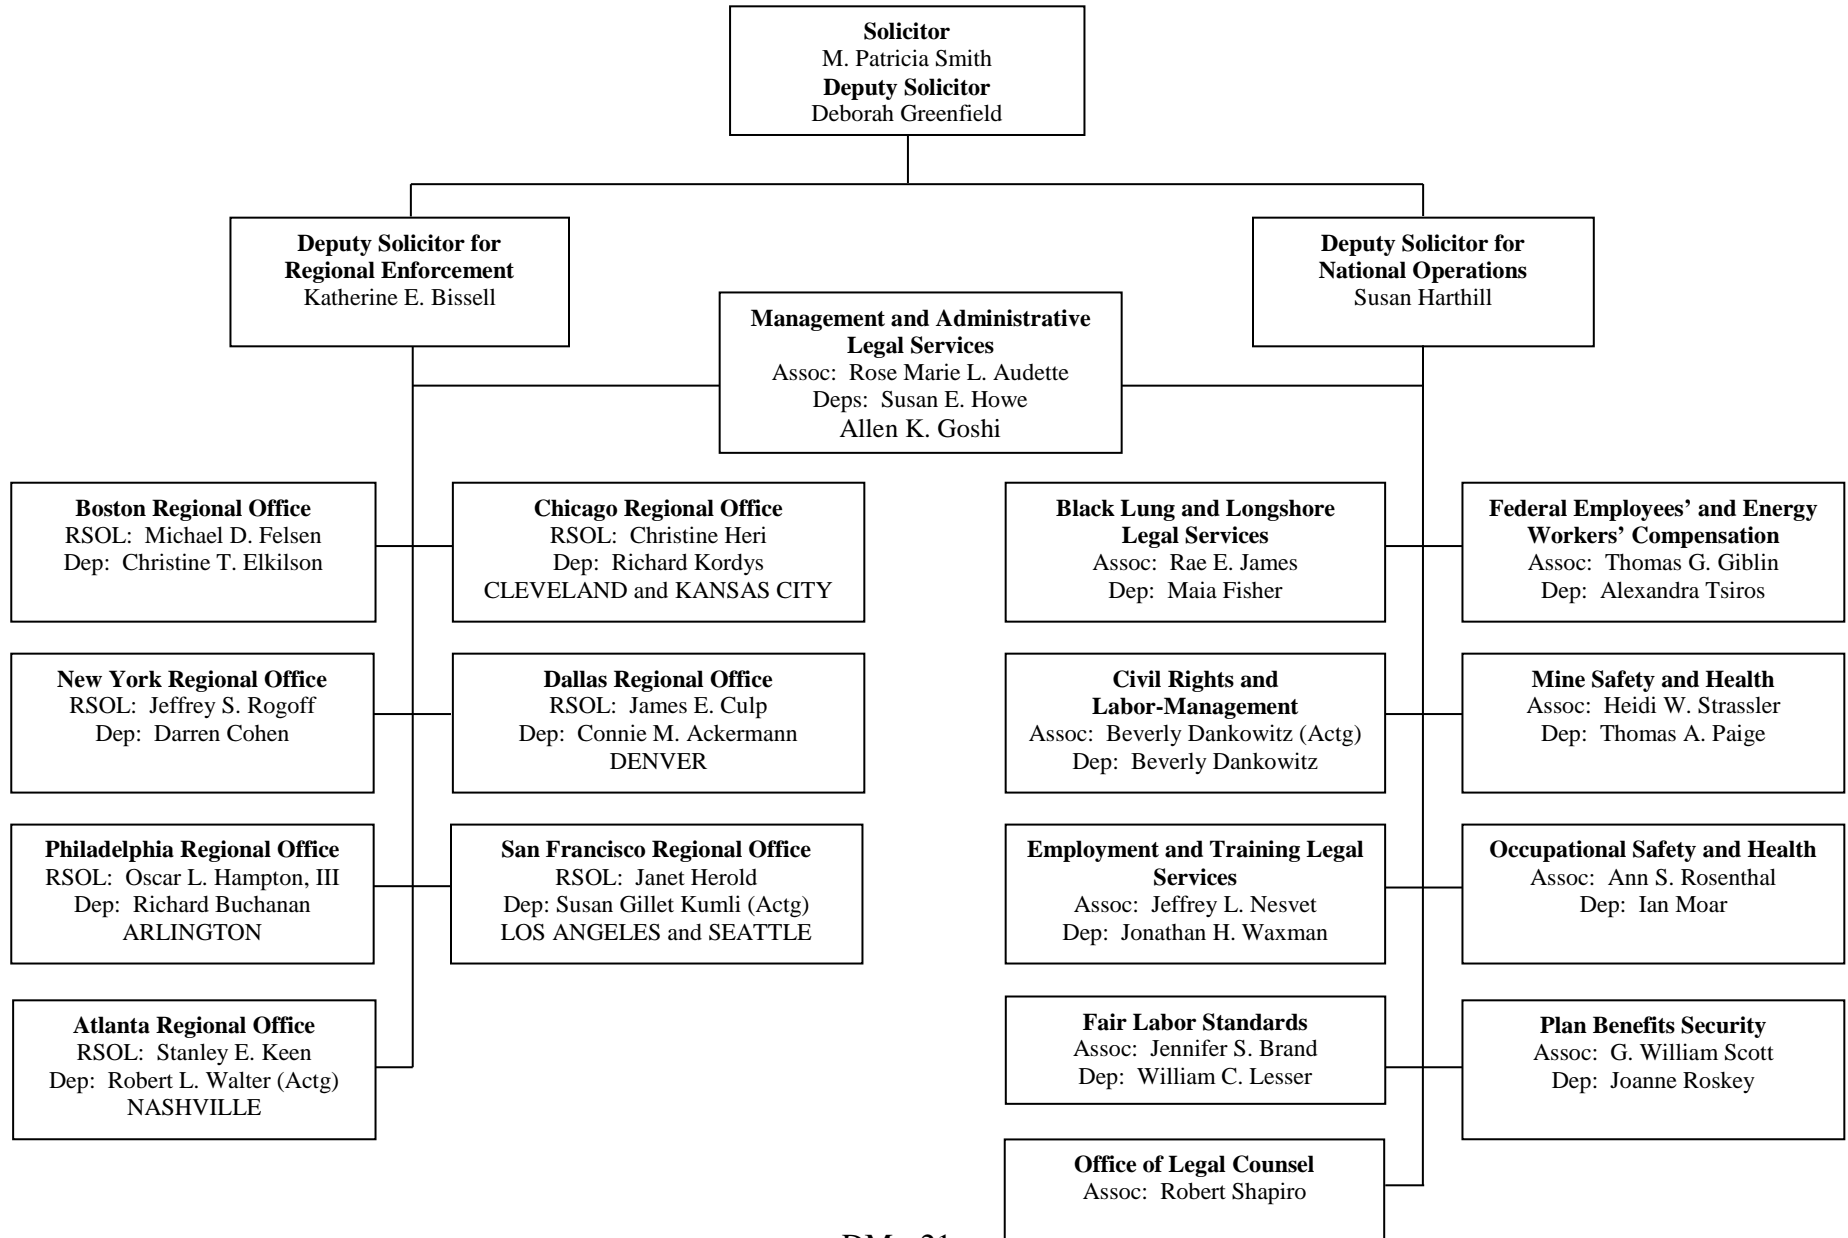 Solicitor
M. Patricia Smith
Deputy Solicitor
Deborah Greenfield
Deputy Solicitor for
Regional Enforcement
Katherine E. Bissell
Deputy Solicitor for
National Operations
Susan Harthill
Management and Administrative
Legal Services
Assoc: Rose Marie L. Audette
Deps: Susan E. Howe
Allen K. Goshi
Boston Regional Office
RSOL: Michael D. Felsen
Dep: Christine T. Elkilson
Chicago Regional Office
RSOL: Christine Heri
Dep: Richard Kordys
CLEVELAND and KANSAS CITY
Black Lung and Longshore
Legal Services
Assoc: Rae E. James
Dep: Maia Fisher
Federal Employees’ and Energy
Workers’ Compensation
Assoc: Thomas G. Giblin
Dep: Alexandra Tsiros
New York Regional Office
RSOL: Jeffrey S. Rogoff
Dep: Darren Cohen
Dallas Regional Office
RSOL: James E. Culp
Dep: Connie M. Ackermann
DENVER
Civil Rights and
Labor-Management
Assoc: Beverly Dankowitz (Actg)
Dep: Beverly Dankowitz
Mine Safety and Health
Assoc: Heidi W. Strassler
Dep: Thomas A. Paige
Philadelphia Regional Office
RSOL: Oscar L. Hampton, III
Dep: Richard Buchanan
ARLINGTON
San Francisco Regional Office
RSOL: Janet Herold
Dep: Susan Gillet Kumli (Actg)
LOS ANGELES and SEATTLE
Employment and Training Legal
Services
Assoc: Jeffrey L. Nesvet
Dep: Jonathan H. Waxman
Occupational Safety and Health
Assoc: Ann S. Rosenthal
Dep: Ian Moar
Atlanta Regional Office
RSOL: Stanley E. Keen
Dep: Robert L. Walter (Actg)
NASHVILLE
Fair Labor Standards
Assoc: Jennifer S. Brand
Dep: William C. Lesser
Plan Benefits Security
Assoc: G. William Scott
Dep: Joanne Roskey
Office of Legal Counsel
Assoc: Robert Shapiro